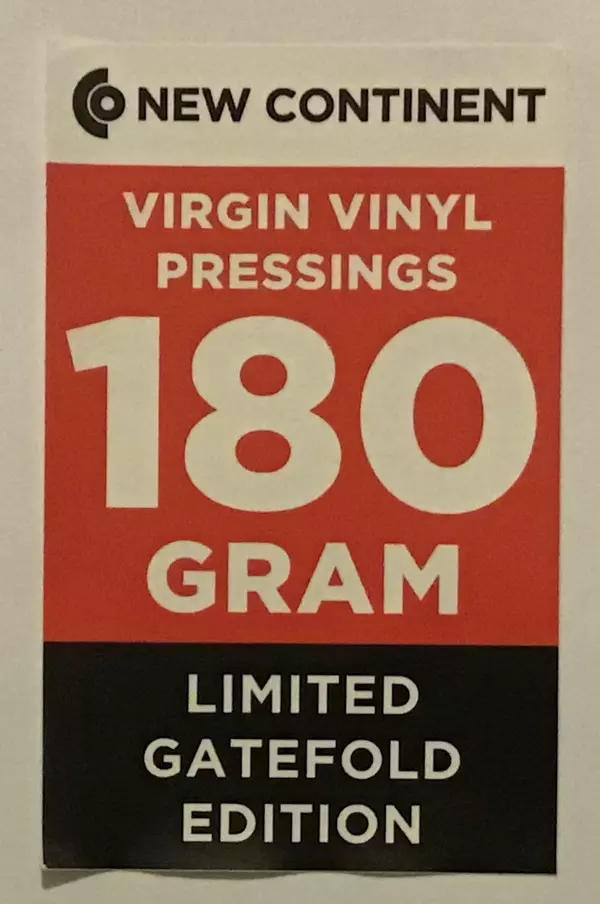 NEW CONTINENT
VIRGIN VINYL
PRESSINGS
180
GRAM
LIMITED
GATEFOLD
EDITION